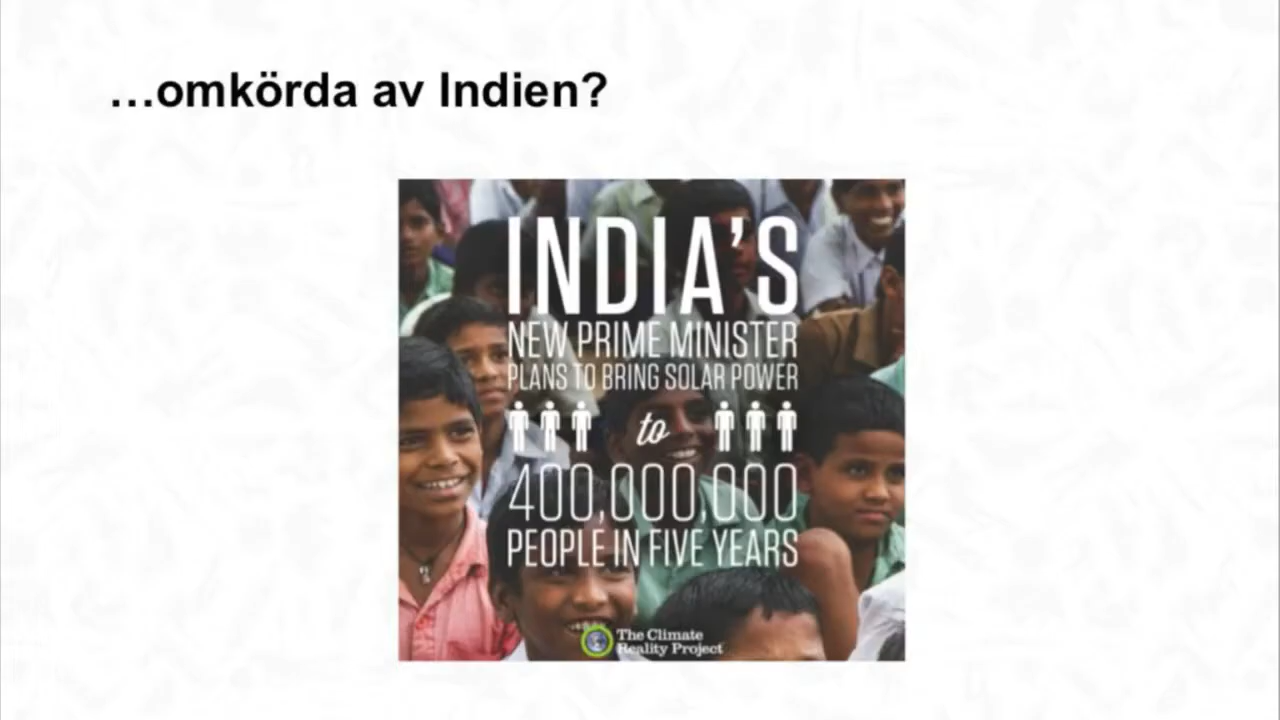 …omkörda av Indien?
INDIA'S
NEW PRIME MINISTER
PLANS TO BRING SOLAR POWER
to
400,000,000
PEOPLE IN FIVE YEARS
The Climate
Reality Project